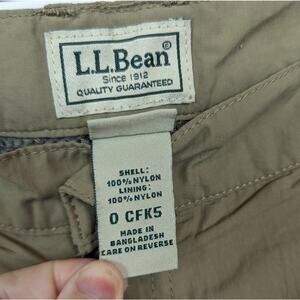 L.L.Bean®
Since 1912
QUALITY GUARANTEED
SHELL:
100% NYLON
LINING:
100% NYLON
0 CFK5
MADE IN
BANGLADESH
CARE ON REVERSE